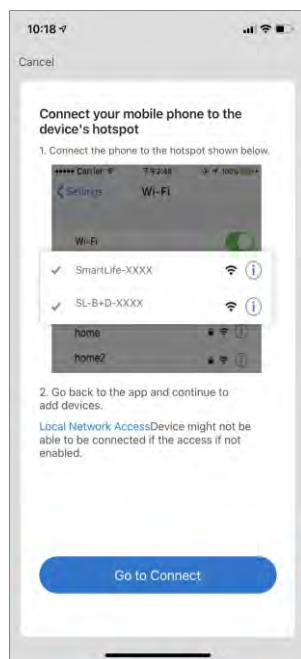 10:18
Cancel
Connect your mobile phone to the
device's hotspot
1. Connect the phone to the hotspot shown below.
Carrier 100%
Settings Wi-Fi
Wi-Fi
SmartLife-XXXX
SL-B+D-XXXX
home
home2
2. Go back to the app and continue to
add devices.
Local Network AccessDevice might not be
able to be connected if the access if not
enabled.
Go to Connect